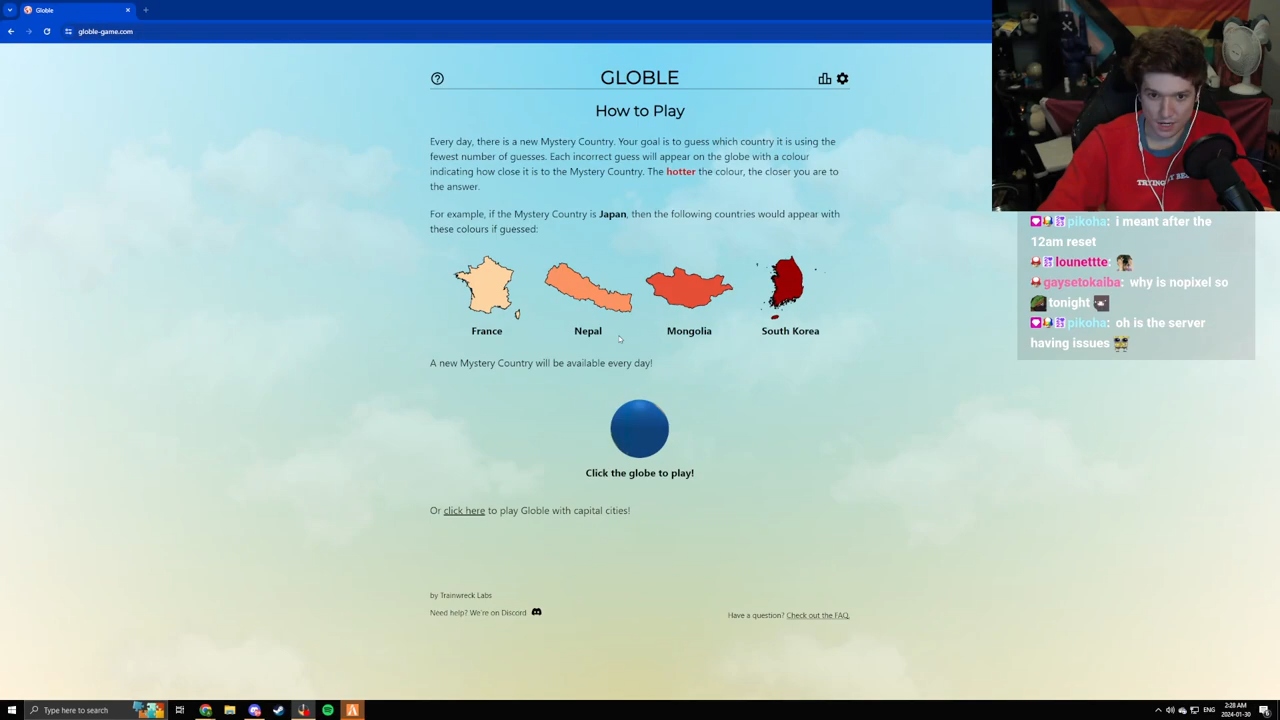 Globle
globle-game.com
GLOBLE
How to Play
Every day, there is a new Mystery Country. Your goal is to guess which country it is using the
fewest number of guesses. Each incorrect guess will appear on the globe with a colour
indicating how close it is to the Mystery Country. The hotter the colour, the closer you are to
the answer.
For example, if the Mystery Country is Japan, then the following countries would appear with
these colours if guessed:
France Nepal Mongolia South Korea
A new Mystery Country will be available every day!
Click the globe to play!
Or click here to play Globle with capital cities!
by Trainwreck Labs
Need help? We're on Discord
Have a question? Check out the FAQ.
pikoha: i meant after the
12am reset
lounettte:
gaysetokaiba: why is nopixel so
tonight
pikoha: oh is the server
having issues
Type here to search
ENG
2:28 AM
2024-01-30